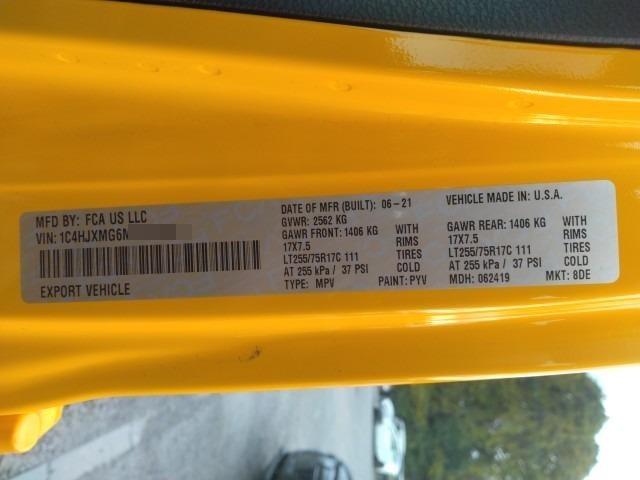 MFD BY: FCA US LLC
VIN: 1C4HJXMG6N
EXPORT VEHICLE
DATE OF MFR (BUILT): 06-21
GVWR: 2562 KG
GAWR FRONT: 1406 KG WITH
17X7.5 RIMS
LT255/75R17C 111 TIRES
AT 255 kPa / 37 PSI COLD
TYPE: MPV PAINT: PYV
VEHICLE MADE IN U.S.A.
GAWR REAR: 1406 KG WITH
17X7.5 RIMS
LT255/75R17C 111 TIRES
AT 255 kPa / 37 PSI COLD
MDH: 062419 MKT: 8DE